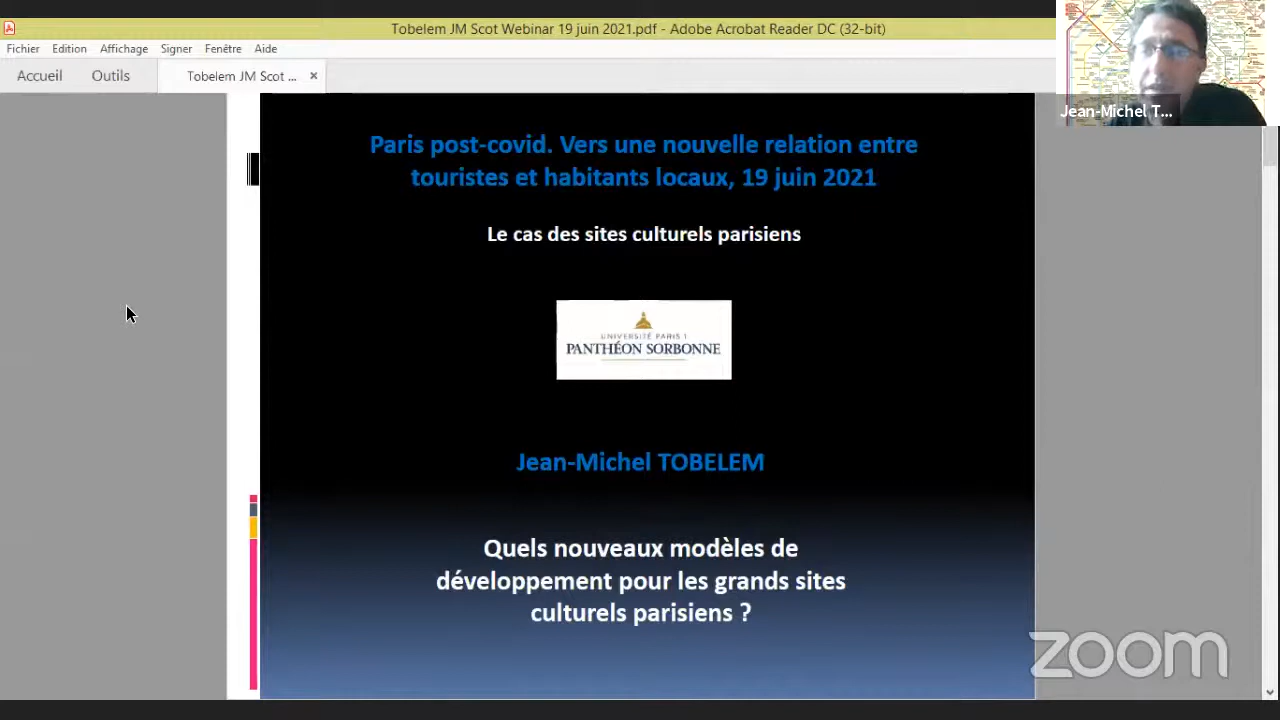 Tobelem JM Scot Webinar 19 juin 2021.pdf - Adobe Acrobat Reader DC (32-bit)
Fichier Edition Affichage Signer Fenêtre Aide
Accueil Outils Tobelem JM Scot ... ×
Jean-Michel T...
Paris post-covid. Vers une nouvelle relation entre
touristes et habitants locaux, 19 juin 2021
Le cas des sites culturels parisiens
UNIVERSITÉ PARIS 1
PANTHÉON SORBONNE
Jean-Michel TOBELEM
Quels nouveaux modèles de
développement pour les grands sites
culturels parisiens ?
zoom